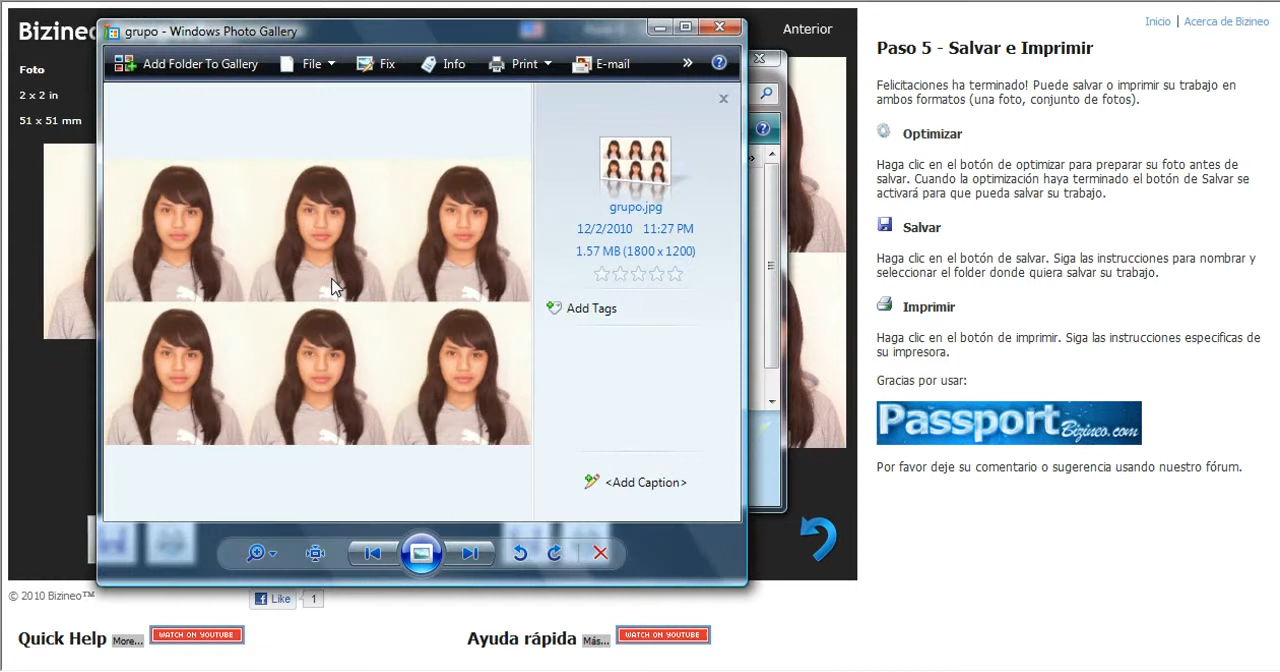 Bizineo
grupo - Windows Photo Gallery
Anterior
Inicio | Acerca de Bizineo
Add Folder To Gallery File Fix Info Print E-mail »
Foto
2 x 2 in
51 x 51 mm
grupo.jpg
12/2/2010 11:27 PM
1.57 MB (1800 x 1200)
Add Tags
<Add Caption>
Paso 5 - Salvar e Imprimir
Felicitaciones ha terminado! Puede salvar o imprimir su trabajo en
ambos formatos (una foto, conjunto de fotos).
Optimizar
Haga clic en el botón de optimizar para preparar su foto antes de
salvar. Cuando la optimización haya terminado el botón de Salvar se
activará para que pueda salvar su trabajo.
Salvar
Haga clic en el botón de salvar. Siga las instrucciones para nombrar y
seleccionar el folder donde quiera salvar su trabajo.
Imprimir
Haga clic en el botón de imprimir. Siga las instrucciones especificas de
su impresora.
Gracias por usar:
Passport Bizineo.com
Por favor deje su comentario o sugerencia usando nuestro fórum.
© 2010 Bizineo™
Like 1
Quick Help More... WATCH ON YOUTUBE
Ayuda rápida Más... WATCH ON YOUTUBE